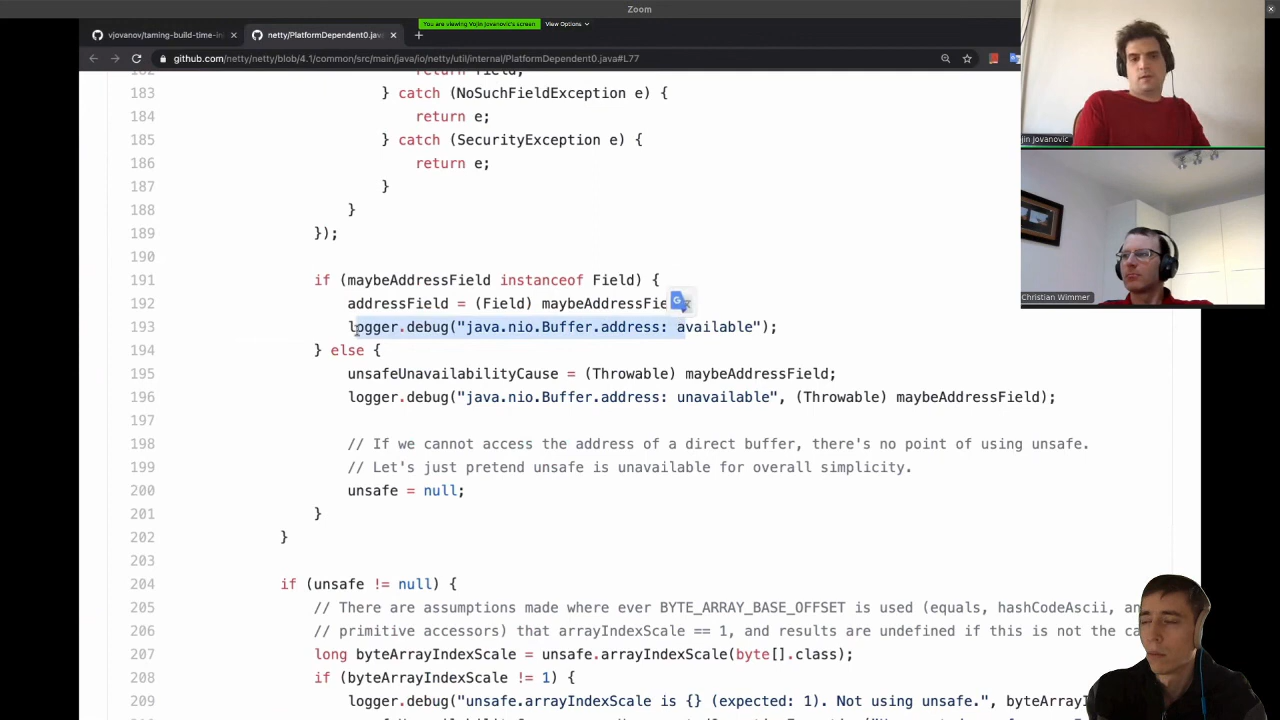 Zoom
You are viewing Vojin Jovanovic's screen
View Options
vjovanov/taming-build-time-in
netty/PlatformDependent0.java
github.com/netty/netty/blob/4.1/common/src/main/java/io/netty/util/internal/PlatformDependent0.java#L77
183 } catch (NoSuchFieldException e) {
184 return e;
185 } catch (SecurityException e) {
186 return e;
187 }
188 }
189 });
190
191 if (maybeAddressField instanceof Field) {
192 addressField = (Field) maybeAddressFie
193 logger.debug("java.nio.Buffer.address: available");
194 } else {
195 unsafeUnavailabilityCause = (Throwable) maybeAddressField;
196 logger.debug("java.nio.Buffer.address: unavailable", (Throwable) maybeAddressField);
197
198 // If we cannot access the address of a direct buffer, there's no point of using unsafe.
199 // Let's just pretend unsafe is unavailable for overall simplicity.
200 unsafe = null;
201 }
202 }
203
204 if (unsafe != null) {
205 // There are assumptions made where ever BYTE_ARRAY_BASE_OFFSET is used (equals, hashCodeAscii, an
206 // primitive accessors) that arrayIndexScale == 1, and results are undefined if this is not the ca
207 long byteArrayIndexScale = unsafe.arrayIndexScale(byte[].class);
208 if (byteArrayIndexScale != 1) {
209 logger.debug("unsafe.arrayIndexScale is {} (expected: 1). Not using unsafe.", byteArrayI
jin Jovanovic
Christian Wimmer